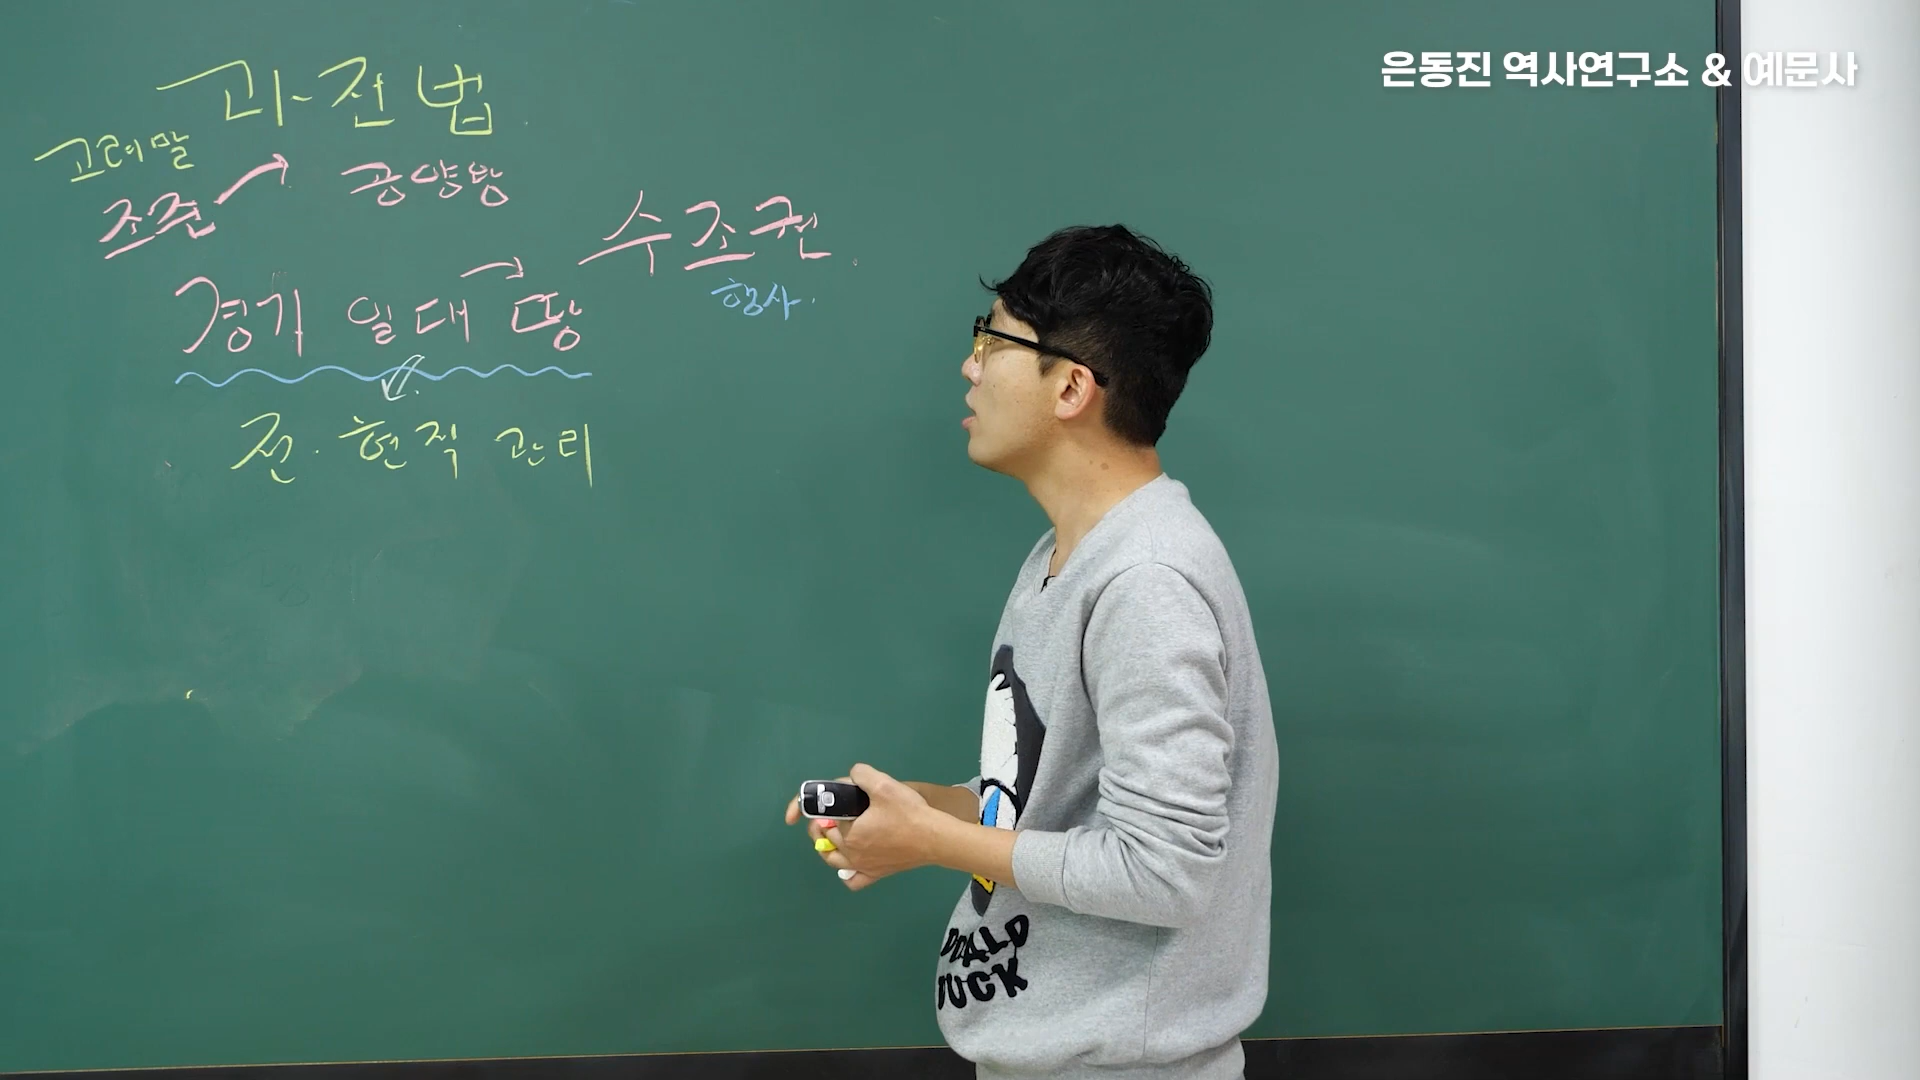 은동진 역사연구소 & 예문사
과전법
고려말
조준 → 공양왕
수조권
행사.
경기 일대 땅
전·현직 관리
DONALD
DUCK